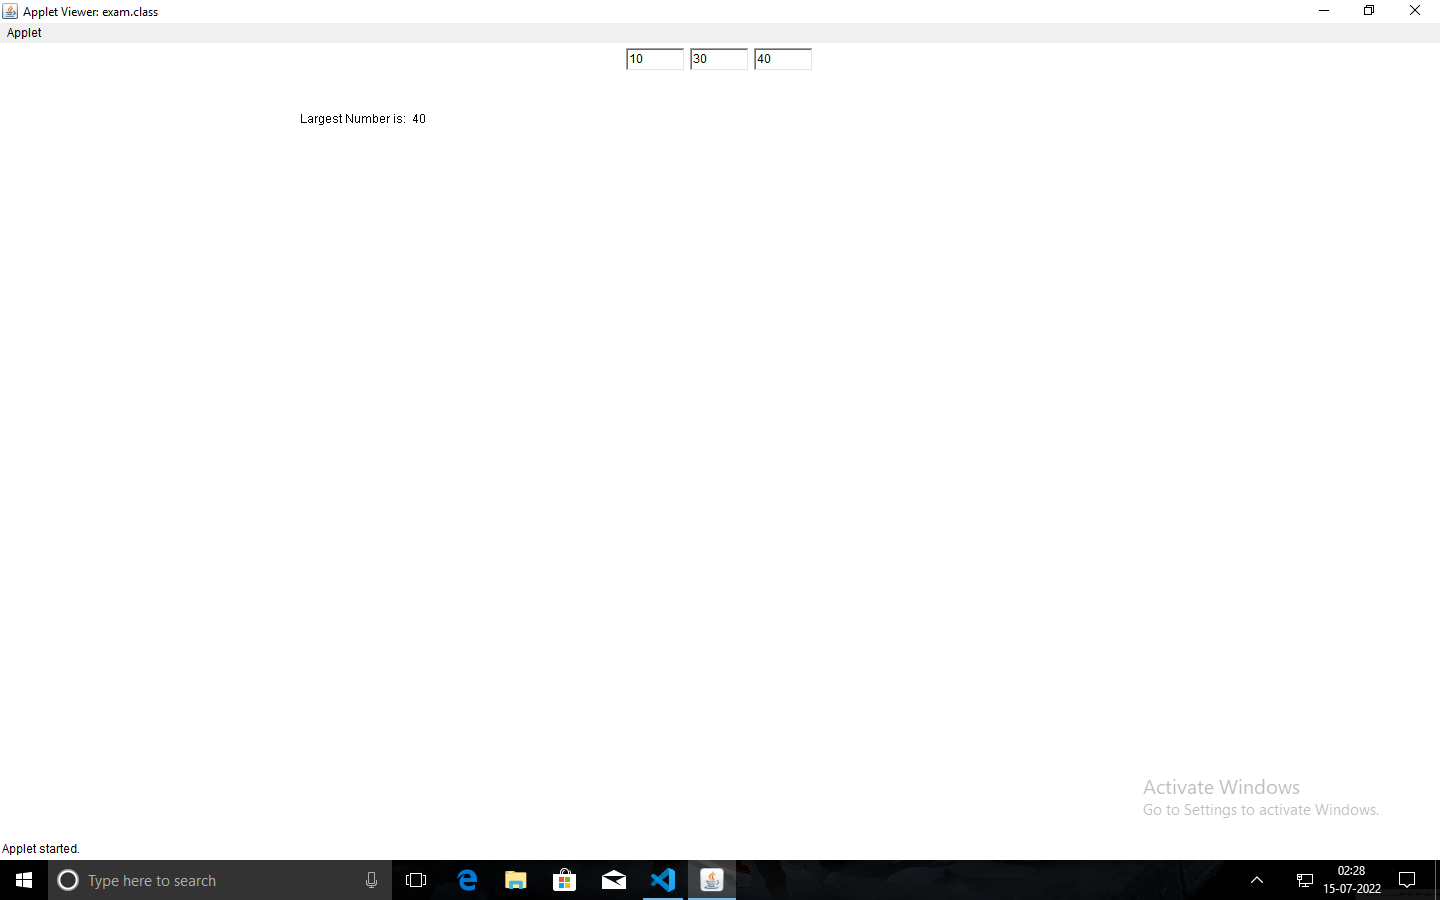 Applet Viewer: exam.class
Applet
10 30 40
Largest Number is:  40
Activate Windows
Go to Settings to activate Windows.
Applet started.
Type here to search
02:28
15-07-2022